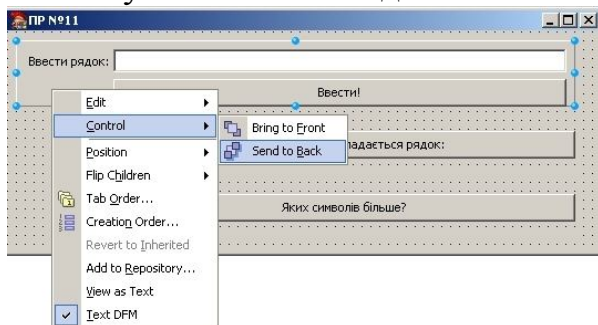 ПР №11
Ввести рядок:
Ввести!
Edit
Control
Bring to Front
Position
Send to Back
адається рядок:
Flip Children
Tab Order...
Creation Order...
Яких символів більше?
Revert to Inherited
Add to Repository...
View as Text
Text DFM